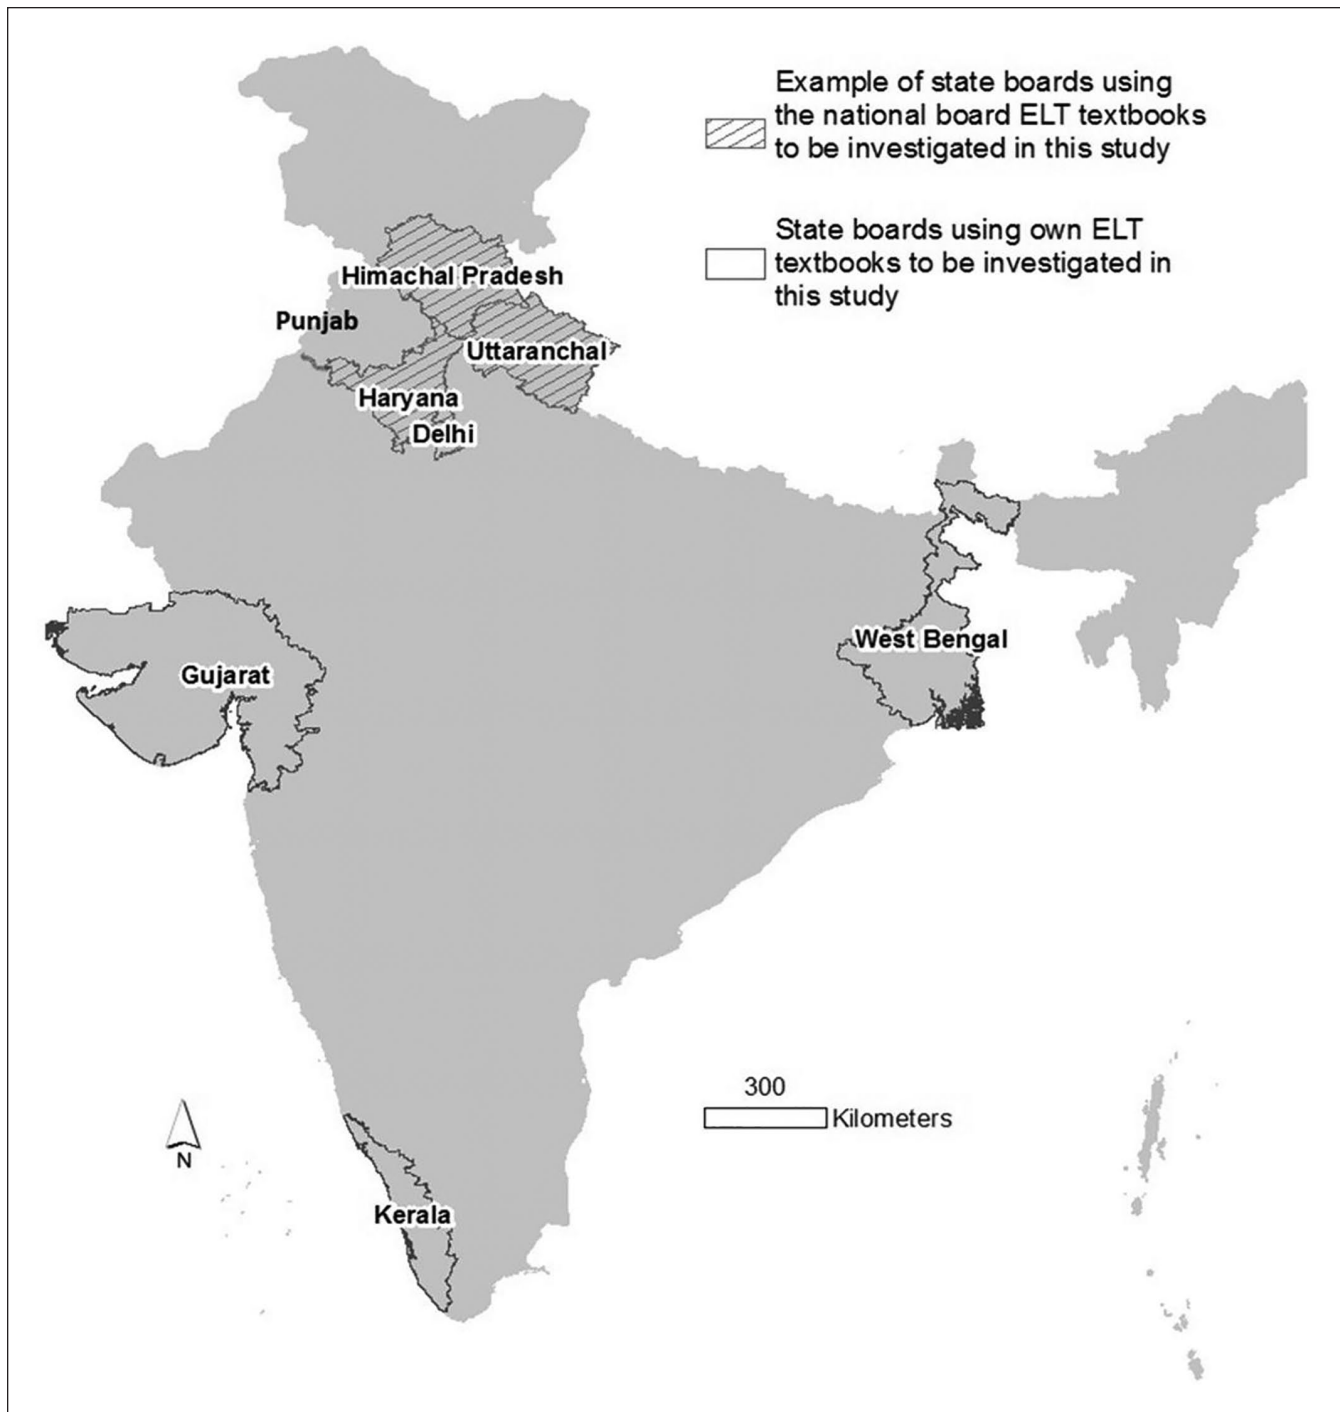 Example of state boards using
the national board ELT textbooks
to be investigated in this study
State boards using own ELT
textbooks to be investigated in
this study
Himachal Pradesh
Punjab
Uttaranchal
Haryana
Delhi
West Bengal
Gujarat
300
Kilometers
N
Kerala